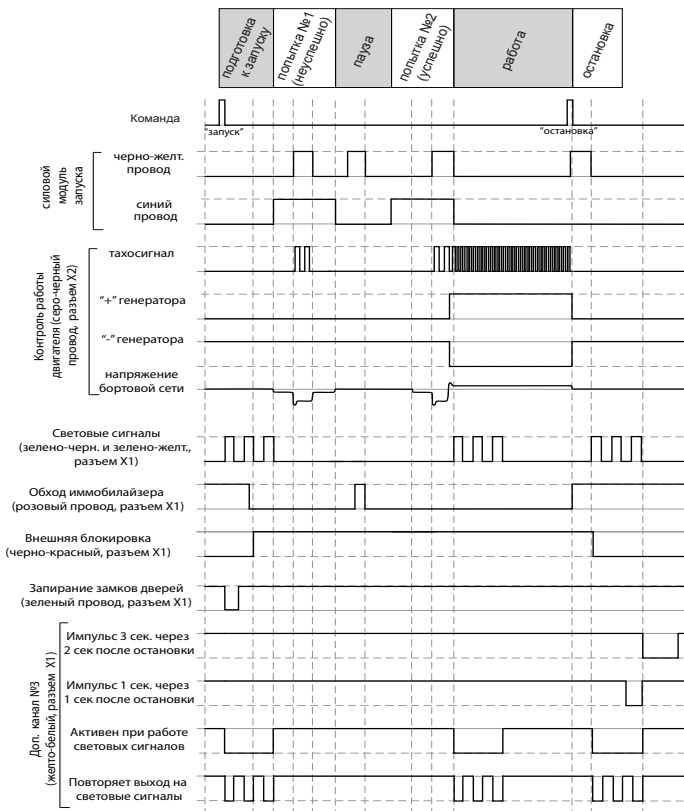 подготовка
к запуску
попытка №1
(неуспешно)
пауза
попытка №2
(успешно)
работа
остановка
Команда
"запуск"
"остановка"
силовой
модуль
запуска
черно-желт.
провод
синий
провод
Контроль работы
двигателя (серо-черный
провод, разъем X2)
тахосигнал
"+" генератора
"-" генератора
напряжение
бортовой сети
Световые сигналы
(зелено-черн. и зелено-желт.,
разъем X1)
Обход иммобилайзера
(розовый провод, разъем X1)
Внешняя блокировка
(черно-красный, разъем X1)
Запирание замков дверей
(зеленый провод, разъем X1)
Доп. канал №3
(желто-белый, разъем X1)
Импульс 3 сек. через
2 сек после остановки
Импульс 1 сек. через
1 сек после остановки
Активен при работе
световых сигналов
Повторяет выход на
световые сигналы